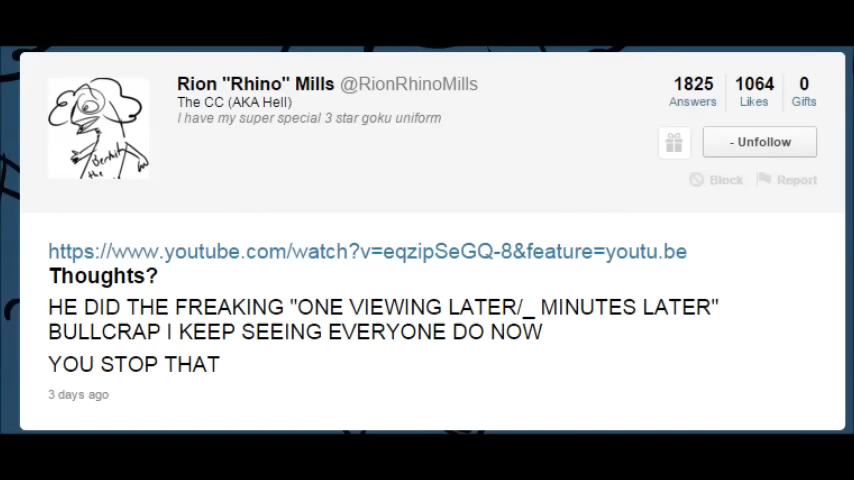 Rion "Rhino" Mills @RionRhinoMills
The CC (AKA Hell)
I have my super special 3 star goku uniform
1825 1064 0
Answers Likes Gifts
- Unfollow
Block Report
https://www.youtube.com/watch?v=eqzipSeGQ-8&feature=youtu.be
Thoughts?
HE DID THE FREAKING "ONE VIEWING LATER/_ MINUTES LATER"
BULLCRAP I KEEP SEEING EVERYONE DO NOW
YOU STOP THAT
3 days ago